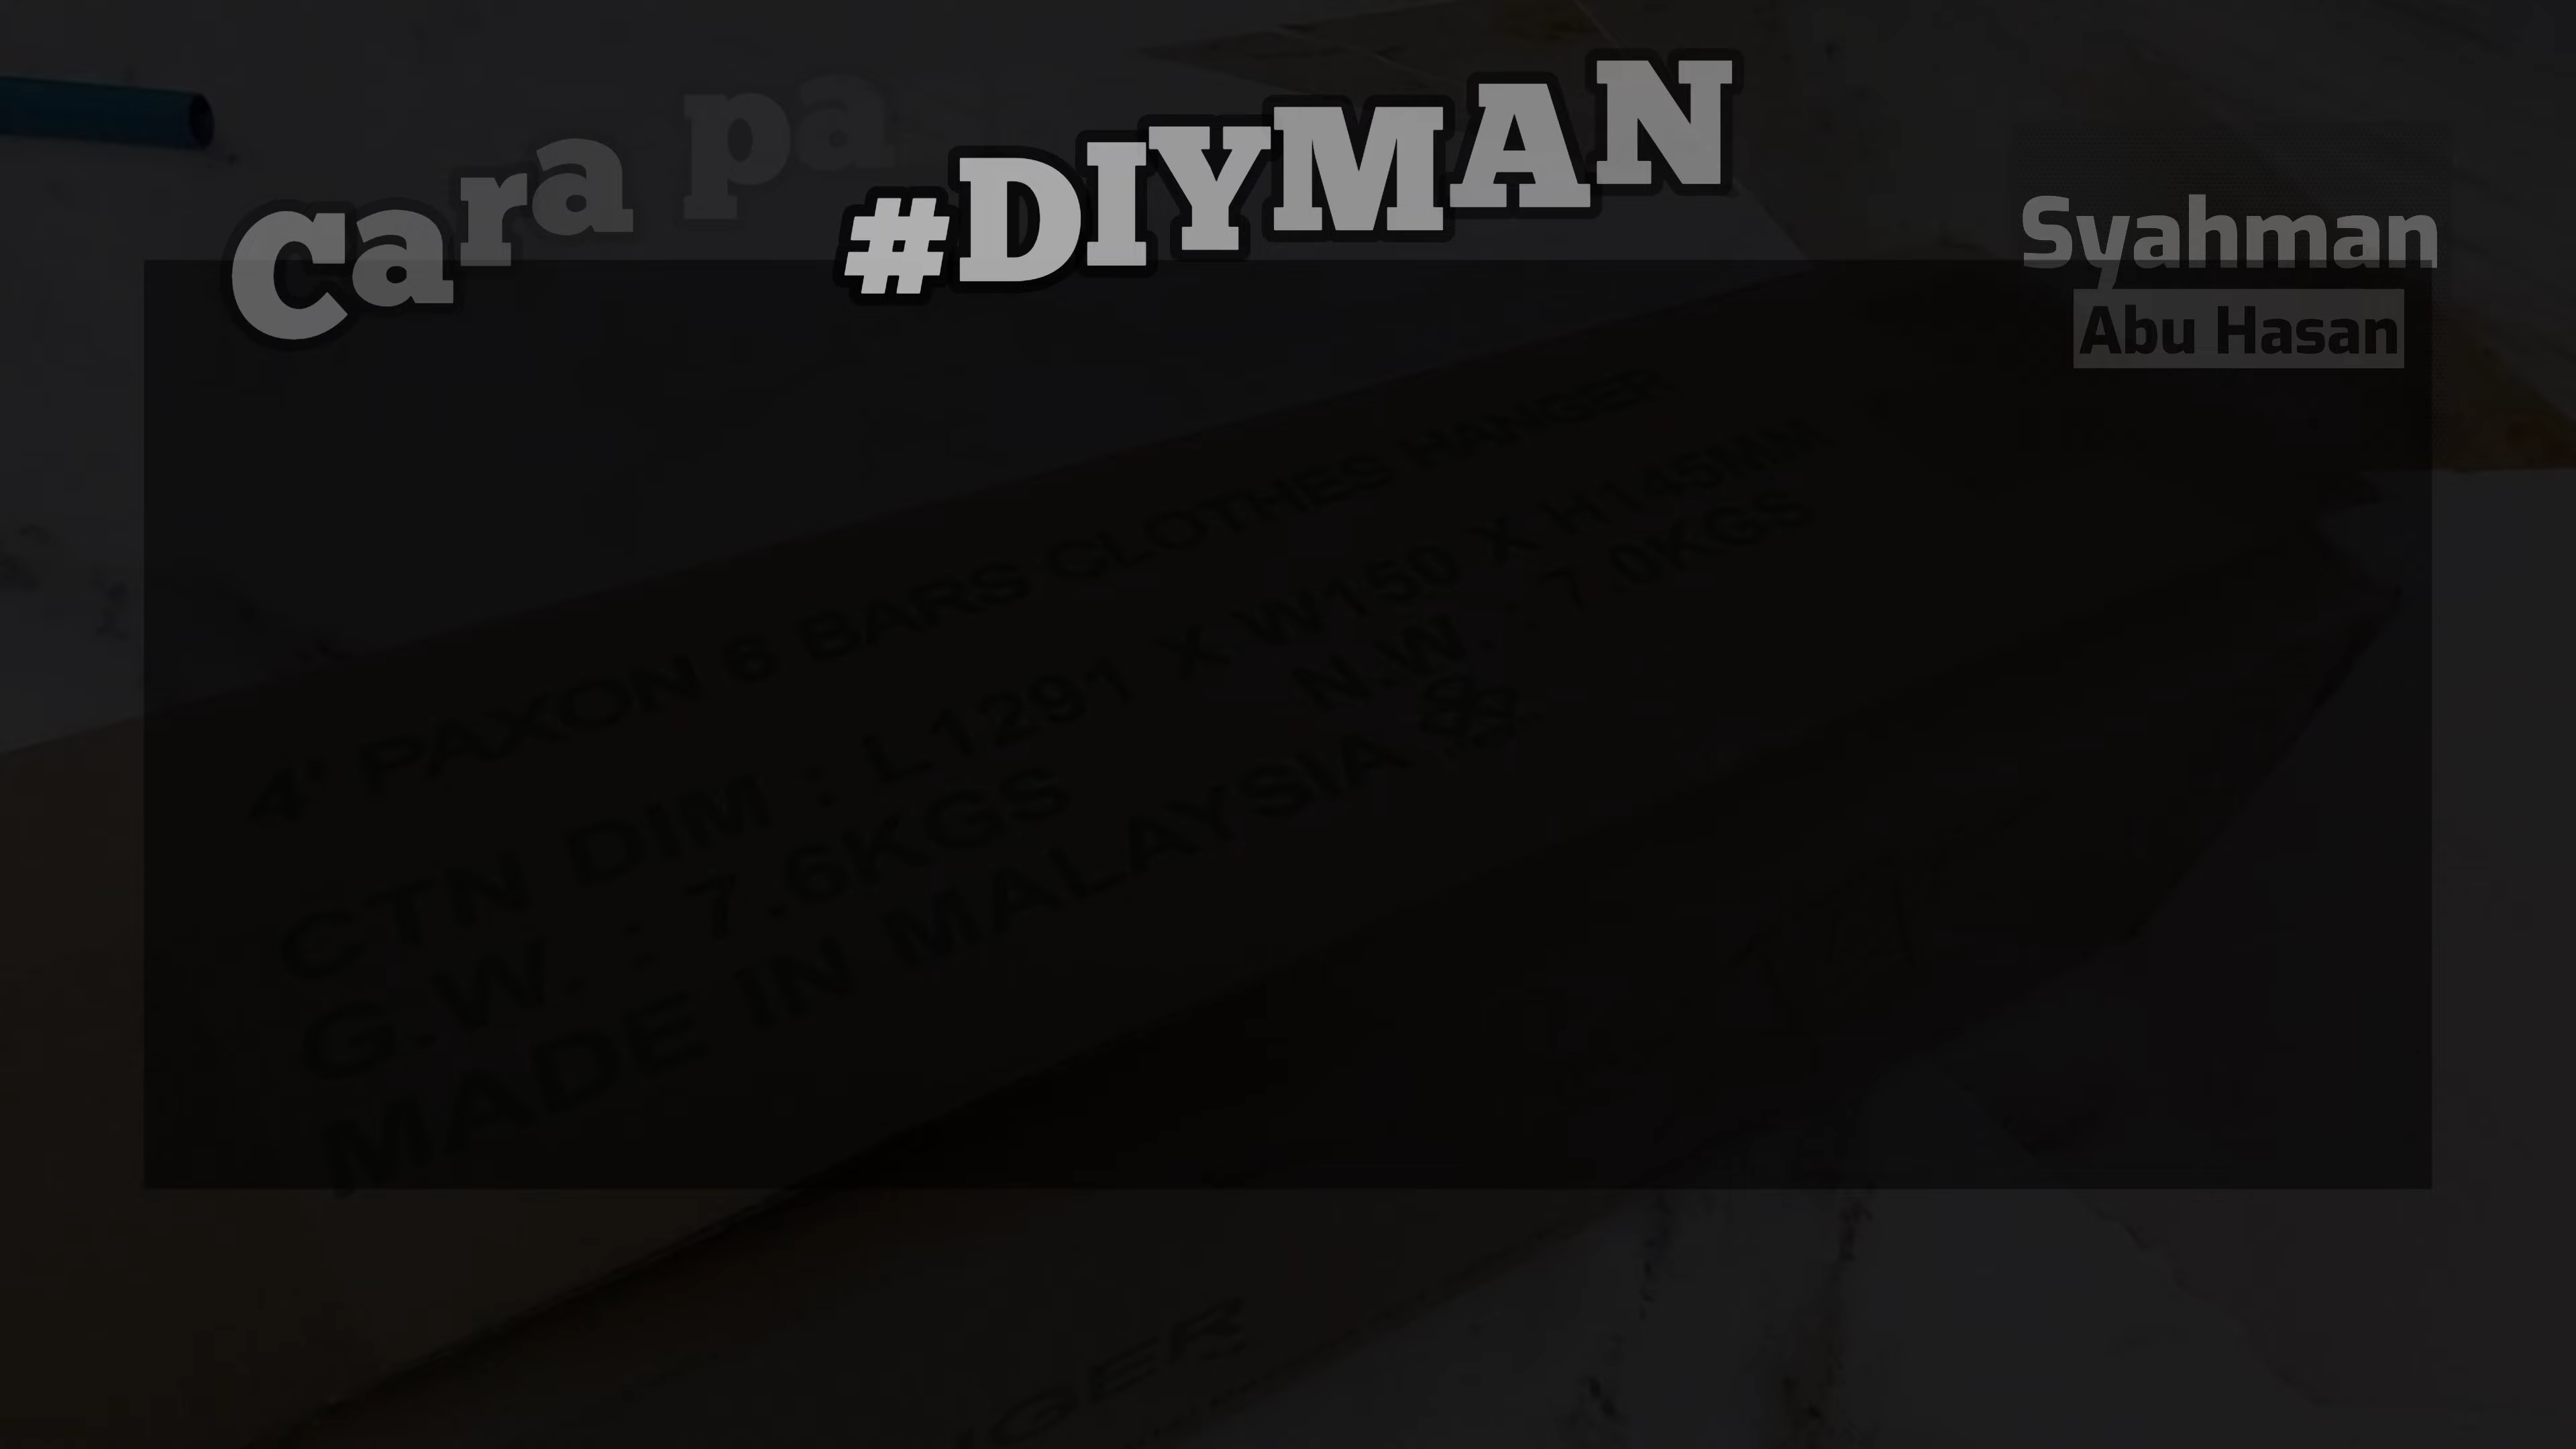 Cara pa
#DIYMAN
Syahman
Abu Hasan
4' PAXON 6 BARS CLOTHES HANGER
CTN DIM : L1291 X W150 X H145MM
G.W. : 7.6KGS N.W. : 7.0KGS
MADE IN MALAYSIA